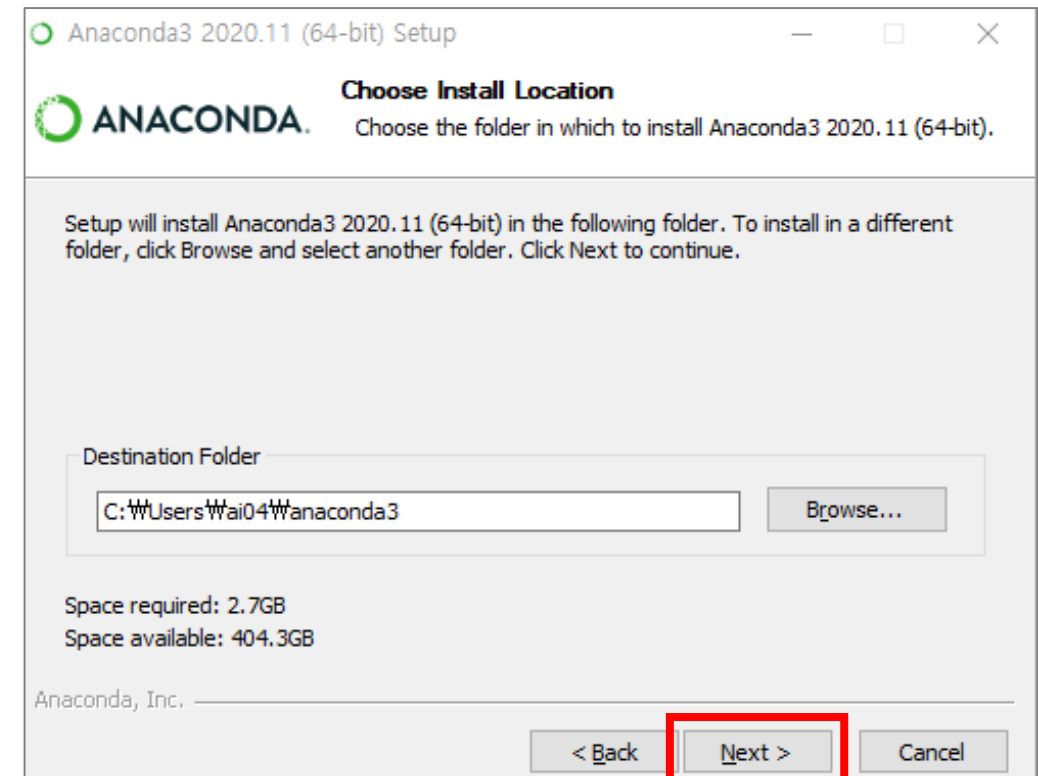 Anaconda3 2020.11 (64-bit) Setup
ANACONDA.
Choose Install Location
Choose the folder in which to install Anaconda3 2020.11 (64-bit).
Setup will install Anaconda3 2020.11 (64-bit) in the following folder. To install in a different
folder, click Browse and select another folder. Click Next to continue.
Destination Folder
C:₩Users₩ai04₩anaconda3
Browse...
Space required: 2.7GB
Space available: 404.3GB
Anaconda, Inc.
< Back
Next >
Cancel